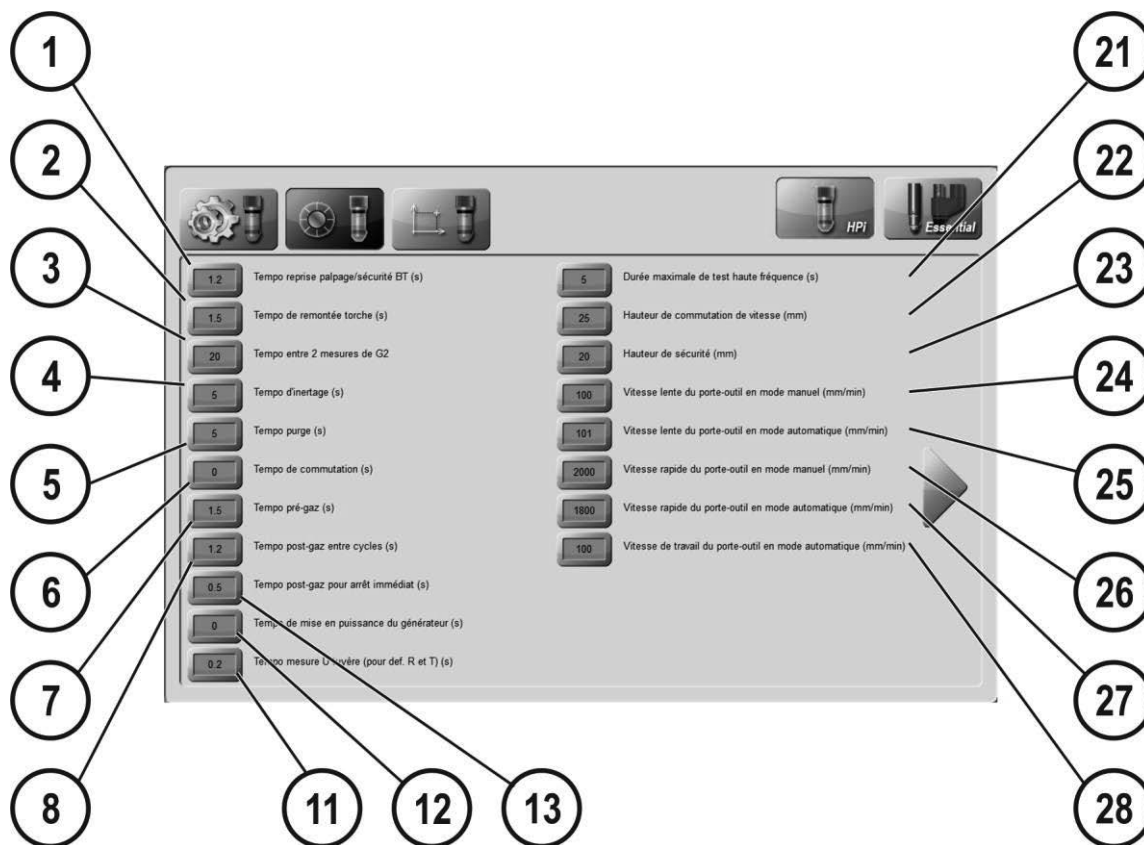 1
2
3
4
5
6
7
8
11
12
13
21
22
23
24
25
26
27
28
HPi
Essential
1.2 Tempo reprise palpage/sécurité BT (s)
1.5 Tempo de remontée torche (s)
20 Tempo entre 2 mesures de G2
5 Tempo d'inertage (s)
5 Tempo purge (s)
0 Tempo de commutation (s)
1.5 Tempo pré-gaz (s)
1.2 Tempo post-gaz entre cycles (s)
0.5 Tempo post-gaz pour arrêt immédiat (s)
0 Temps de mise en puissance du générateur (s)
0.2 Tempo mesure (pour def. R et T) (s)
5 Durée maximale de test haute fréquence (s)
25 Hauteur de commutation de vitesse (mm)
20 Hauteur de sécurité (mm)
100 Vitesse lente du porte-outil en mode manuel (mm/min)
101 Vitesse lente du porte-outil en mode automatique (mm/min)
2000 Vitesse rapide du porte-outil en mode manuel (mm/min)
1800 Vitesse rapide du porte-outil en mode automatique (mm/min)
100 Vitesse de travail du porte-outil en mode automatique (mm/min)